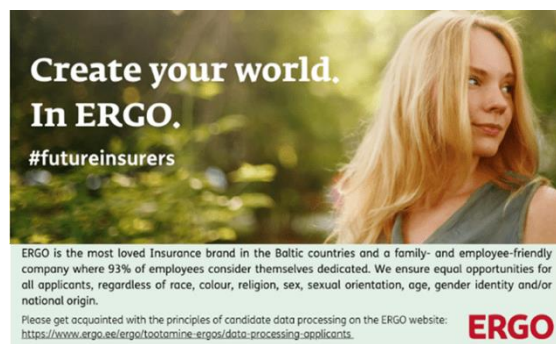 Create your world.
In ERGO.
#futureinsurers
ERGO is the most loved Insurance brand in the Baltic countries and a family- and employee-friendly
company where 93% of employees consider themselves dedicated. We ensure equal opportunities for
all applicants, regardless of race, colour, religion, sex, sexual orientation, age, gender identity and/or
national origin.
Please get acquainted with the principles of candidate data processing on the ERGO website:
https://www.ergo.ee/ergo/tootamine-ergos/data-processing-applicants
ERGO